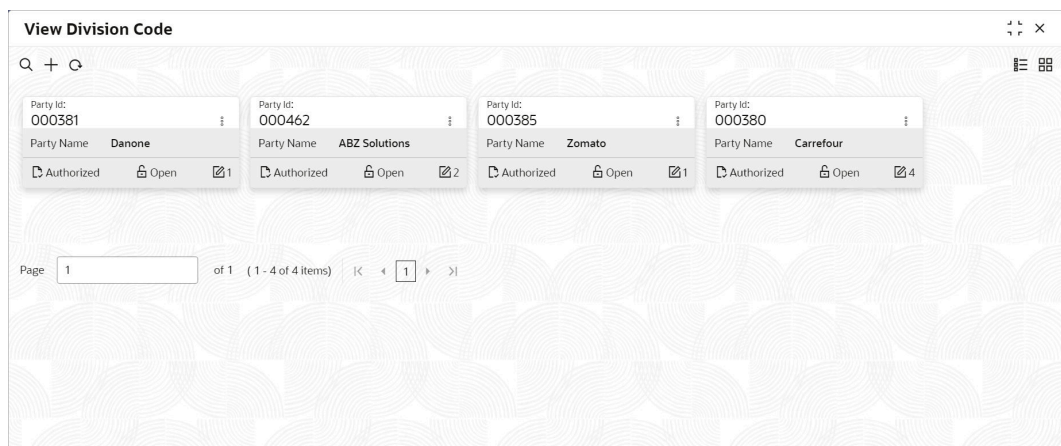 View Division Code
Party Id:
000381
Party Name Danone
Authorized Open 1
Party Id:
000462
Party Name ABZ Solutions
Authorized Open 2
Party Id:
000385
Party Name Zomato
Authorized Open 1
Party Id:
000380
Party Name Carrefour
Authorized Open 4
Page 1 of 1 ( 1 - 4 of 4 items) 1